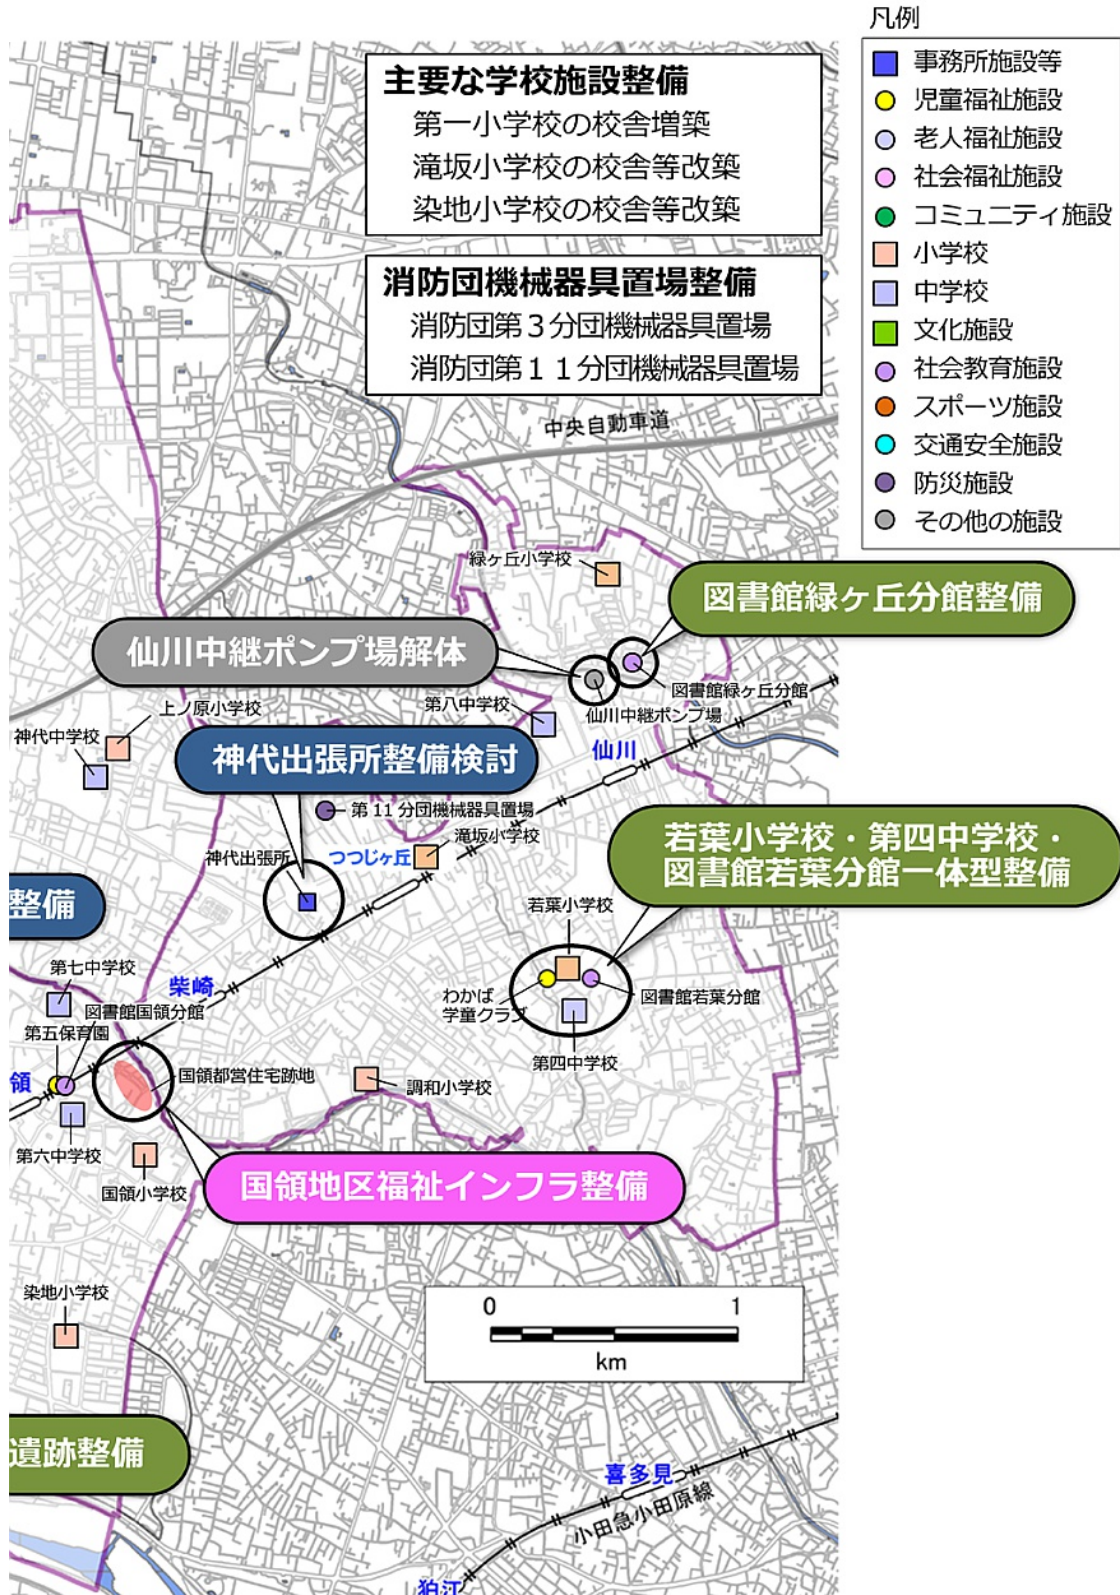 凡例
事務所施設等
児童福祉施設
老人福祉施設
社会福祉施設
コミュニティ施設
小学校
中学校
文化施設
社会教育施設
スポーツ施設
交通安全施設
防災施設
その他の施設
主要な学校施設整備
第一小学校の校舎増築
滝坂小学校の校舎等改築
染地小学校の校舎等改築
消防団機械器具置場整備
消防団第３分団機械器具置場
消防団第１１分団機械器具置場
中央自動車道
緑ヶ丘小学校
図書館緑ヶ丘分館整備
仙川中継ポンプ場解体
図書館緑ヶ丘分館
仙川中継ポンプ場
第八中学校
上ノ原小学校
神代中学校
仙川
神代出張所整備検討
第11分団機械器具置場
滝坂小学校
つつじヶ丘
神代出張所
若葉小学校・第四中学校・
図書館若葉分館一体型整備
整備
若葉小学校
わかば
学童クラブ
図書館若葉分館
第四中学校
第七中学校
柴崎
図書館国領分館
第五保育園
領
国領都営住宅跡地
調和小学校
第六中学校
国領小学校
国領地区福祉インフラ整備
染地小学校
0
1
km
遺跡整備
喜多見
小田急小田原線
狛江